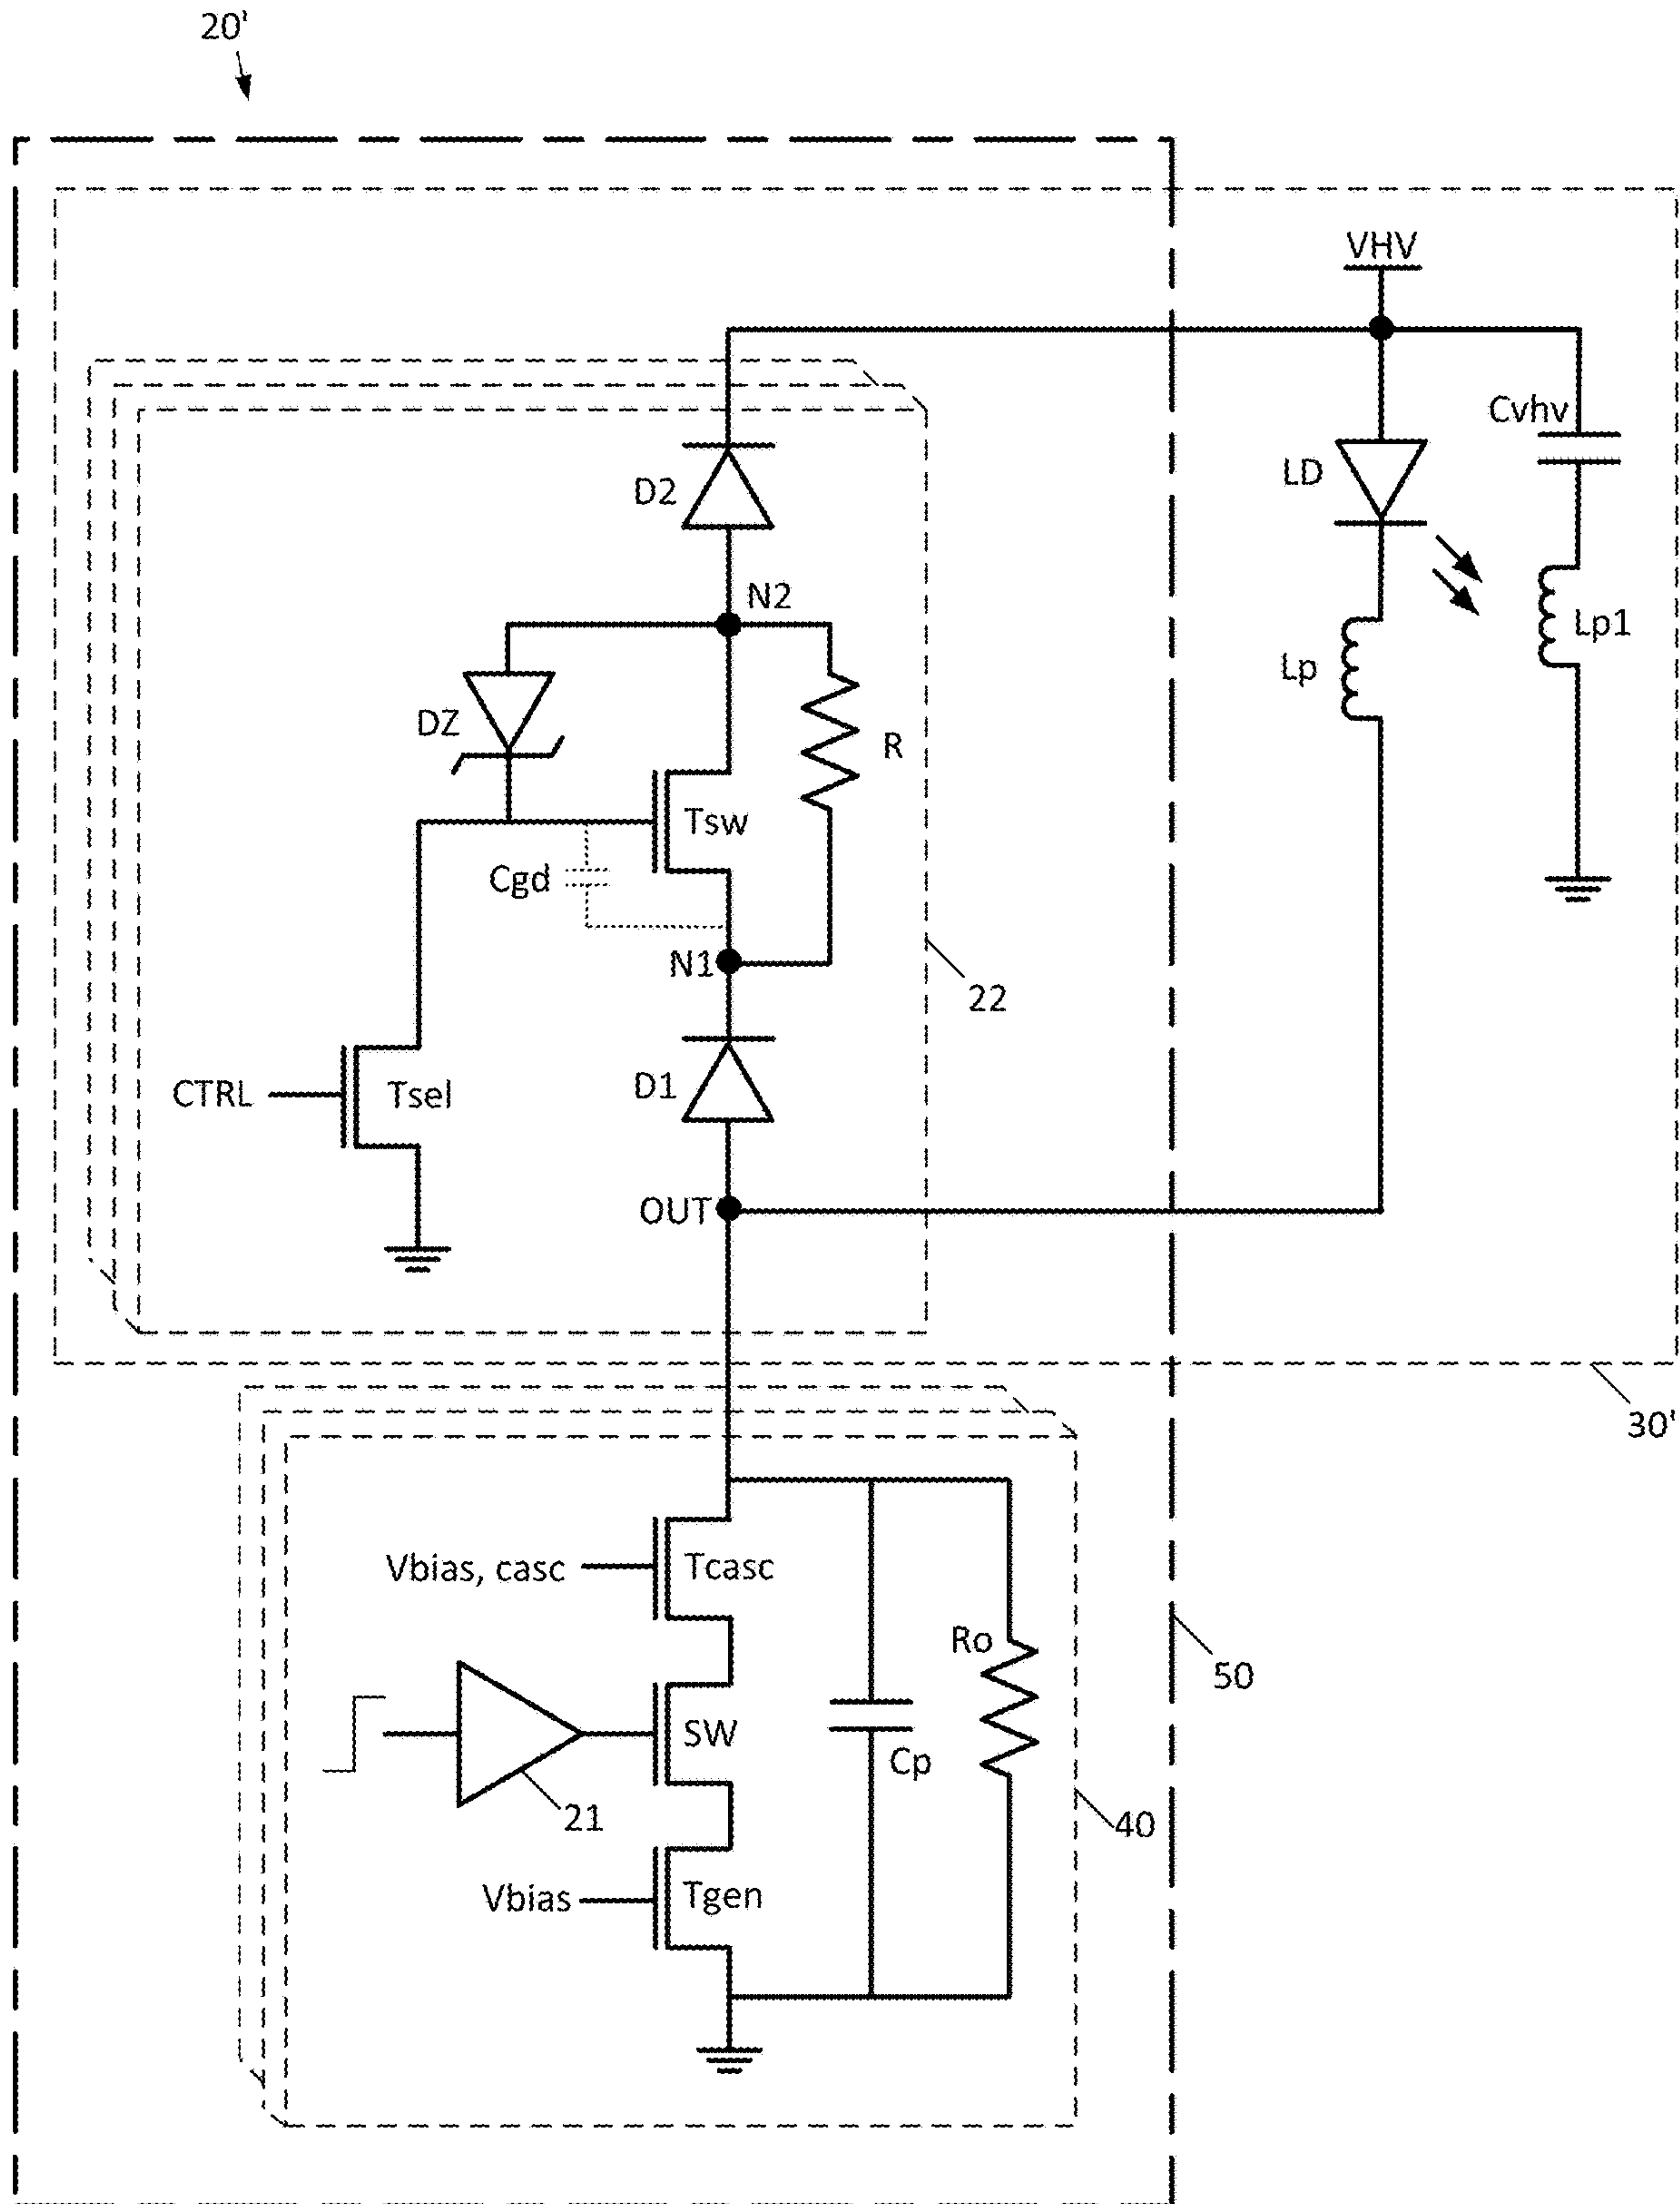 20'
VHV
Cvhv
LD
D2
N2
Lp1
Lp
DZ
R
Tsw
Cgd
N1
22
D1
CTRL
Tsel
OUT
30'
Vbias, casc
Tcasc
Ro
50
SW
Cp
21
40
Vbias
Tgen